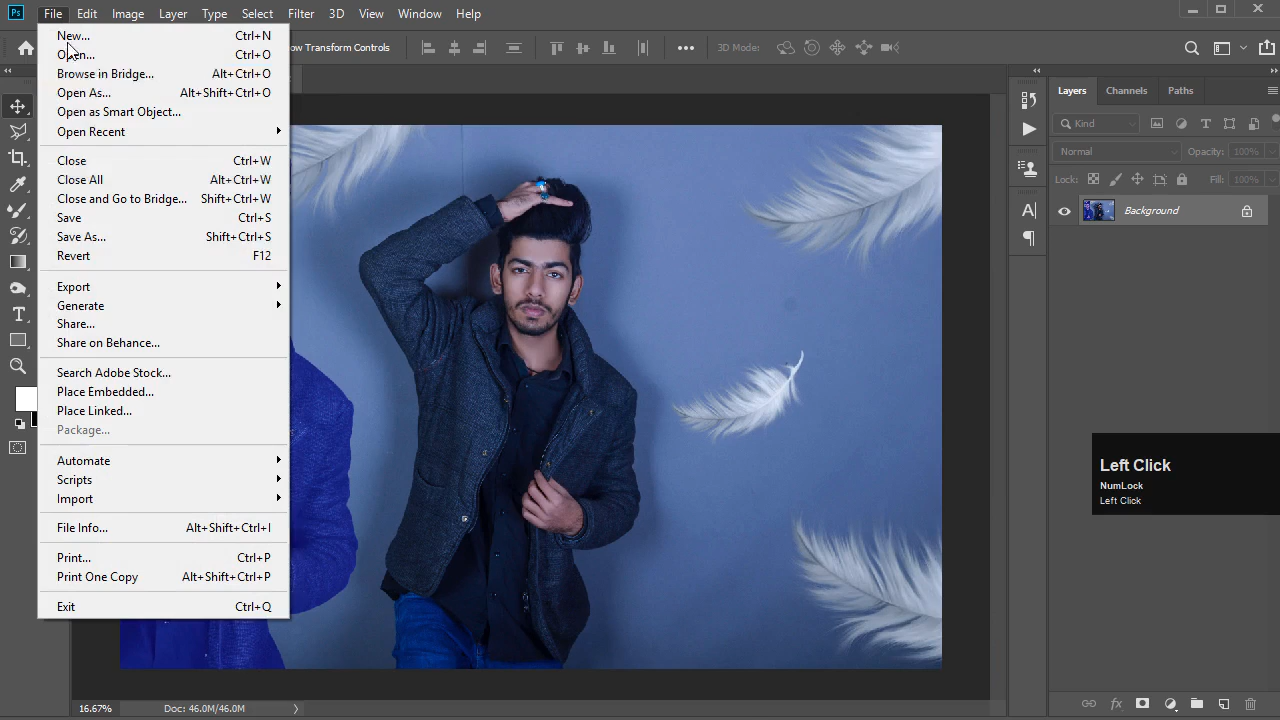 Ps File Edit Image Layer Type Select Filter 3D View Window Help
ow Transform Controls 3D Mode:
New... Ctrl+N
Open... Ctrl+O
Browse in Bridge... Alt+Ctrl+O
Open As... Alt+Shift+Ctrl+O
Open as Smart Object...
Open Recent
Close Ctrl+W
Close All Alt+Ctrl+W
Close and Go to Bridge... Shift+Ctrl+W
Save Ctrl+S
Save As... Shift+Ctrl+S
Revert F12
Export
Generate
Share...
Share on Behance...
Search Adobe Stock...
Place Embedded...
Place Linked...
Package...
Automate
Scripts
Import
File Info... Alt+Shift+Ctrl+I
Print... Ctrl+P
Print One Copy Alt+Shift+Ctrl+P
Exit Ctrl+Q
Layers Channels Paths
Kind
Normal Opacity: 100%
Lock: Fill: 100%
Background
Left Click
NumLock
Left Click
16.67% Doc: 46.0M/46.0M